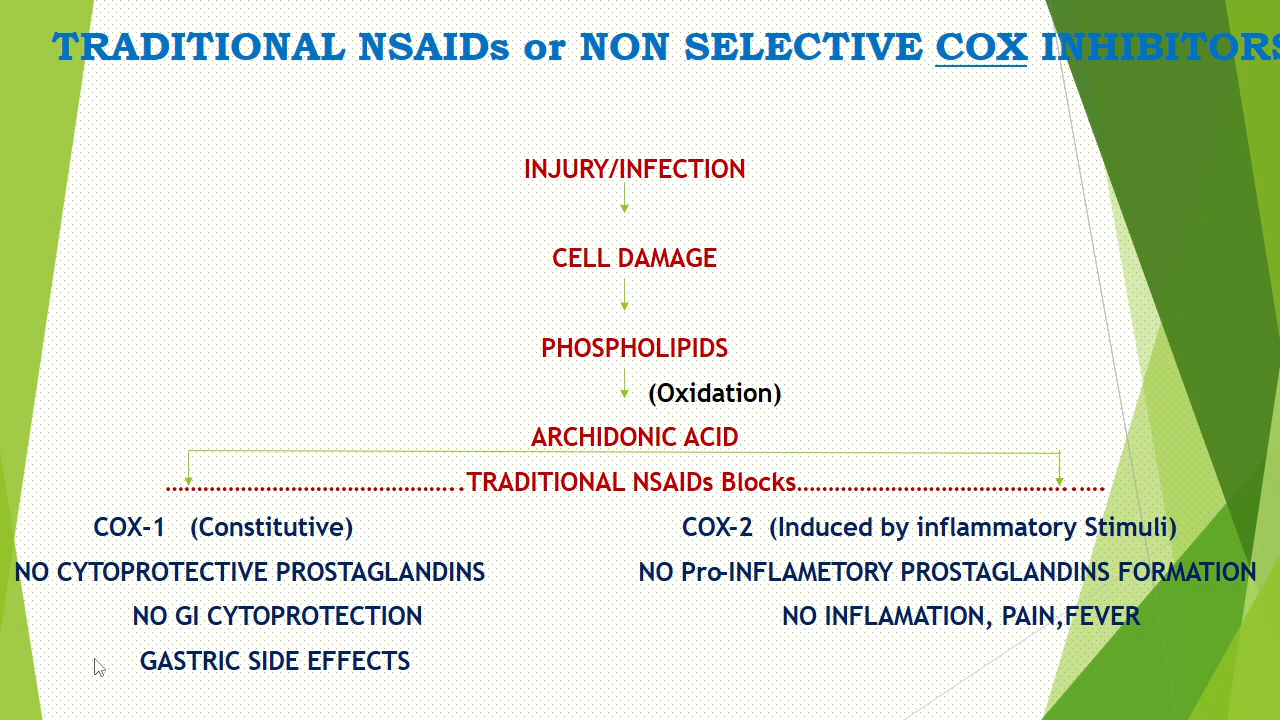 TRADITIONAL NSAIDs or NON SELECTIVE COX INHIBITORS
INJURY/INFECTION
CELL DAMAGE
PHOSPHOLIPIDS
(Oxidation)
ARCHIDONIC ACID
…………………………………………..TRADITIONAL NSAIDs Blocks……………………………………..….
COX-1 (Constitutive)
COX-2 (Induced by inflammatory Stimuli)
NO CYTOPROTECTIVE PROSTAGLANDINS
NO Pro-INFLAMETORY PROSTAGLANDINS FORMATION
NO GI CYTOPROTECTION
NO INFLAMATION, PAIN,FEVER
GASTRIC SIDE EFFECTS